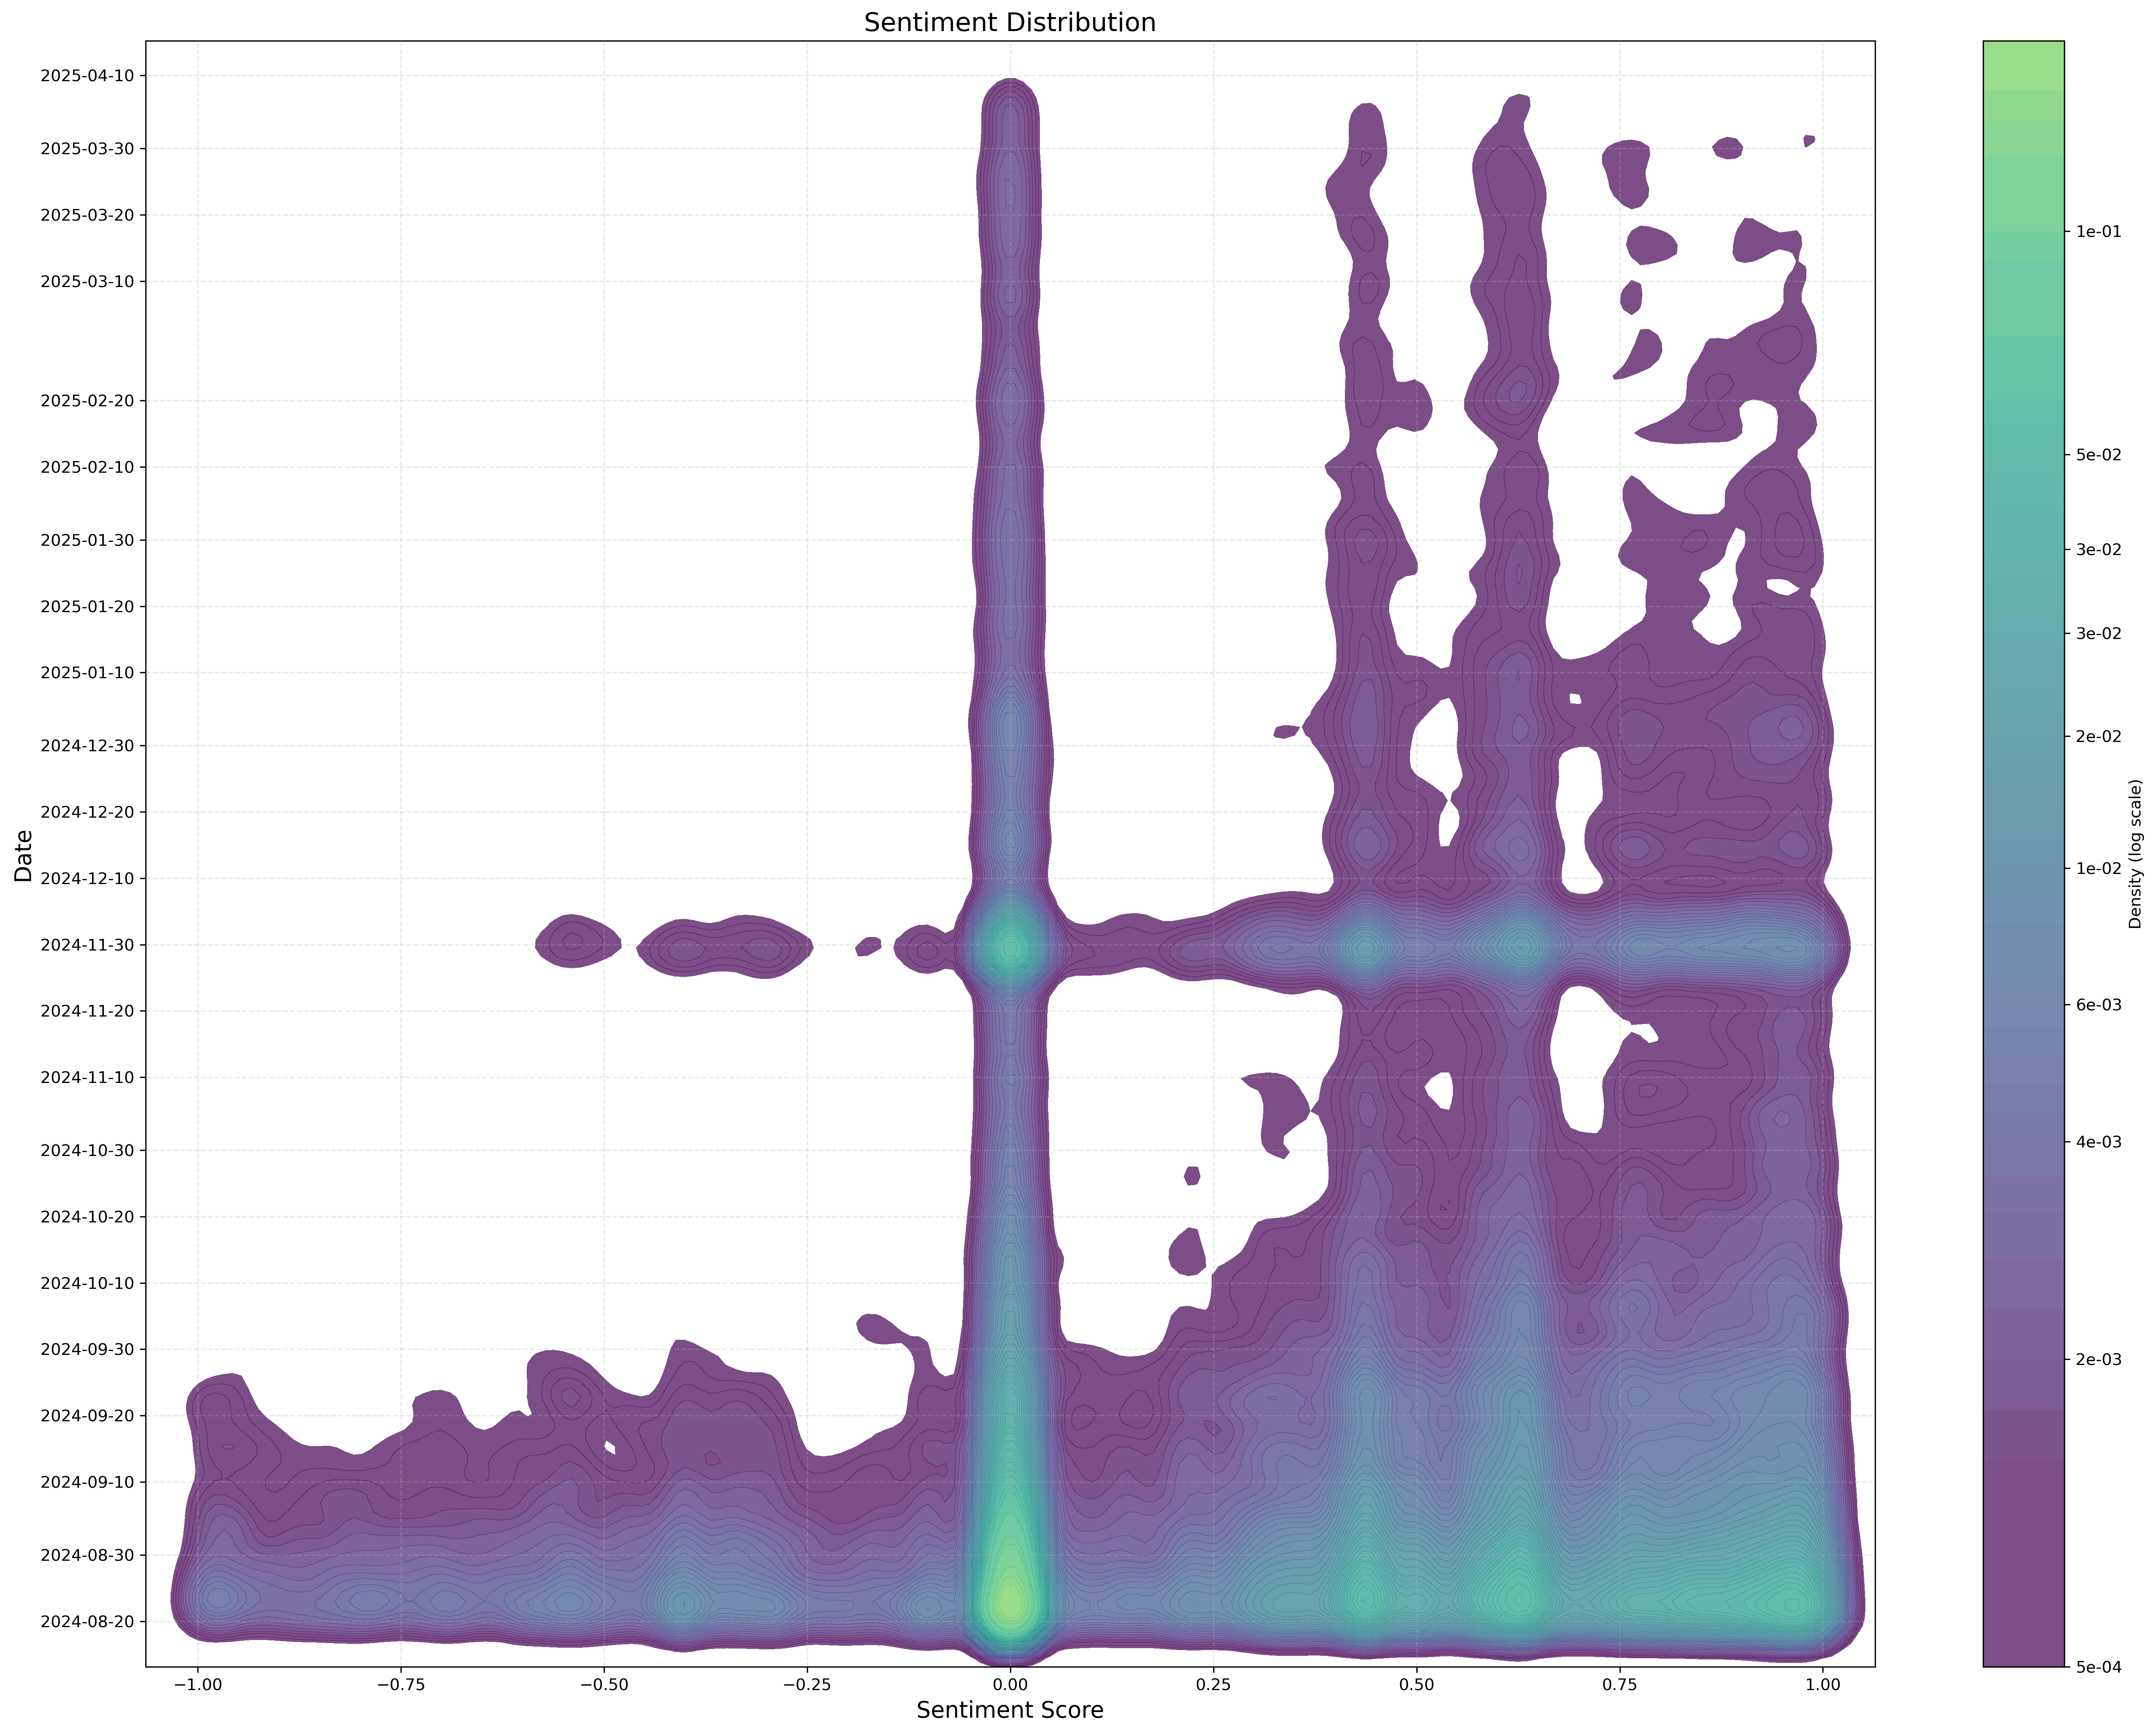 Sentiment Distribution
2025-04-10
2025-03-30
2025-03-20
2025-03-10
2025-02-20
2025-02-10
2025-01-30
2025-01-20
2025-01-10
2024-12-30
2024-12-20
2024-12-10
2024-11-30
2024-11-20
2024-11-10
2024-10-30
2024-10-20
2024-10-10
2024-09-30
2024-09-20
2024-09-10
2024-08-30
2024-08-20
Date
−1.00 −0.75 −0.50 −0.25 0.00 0.25 0.50 0.75 1.00
Sentiment Score
1e-01
5e-02
3e-02
3e-02
2e-02
1e-02
6e-03
4e-03
2e-03
5e-04
Density (log scale)